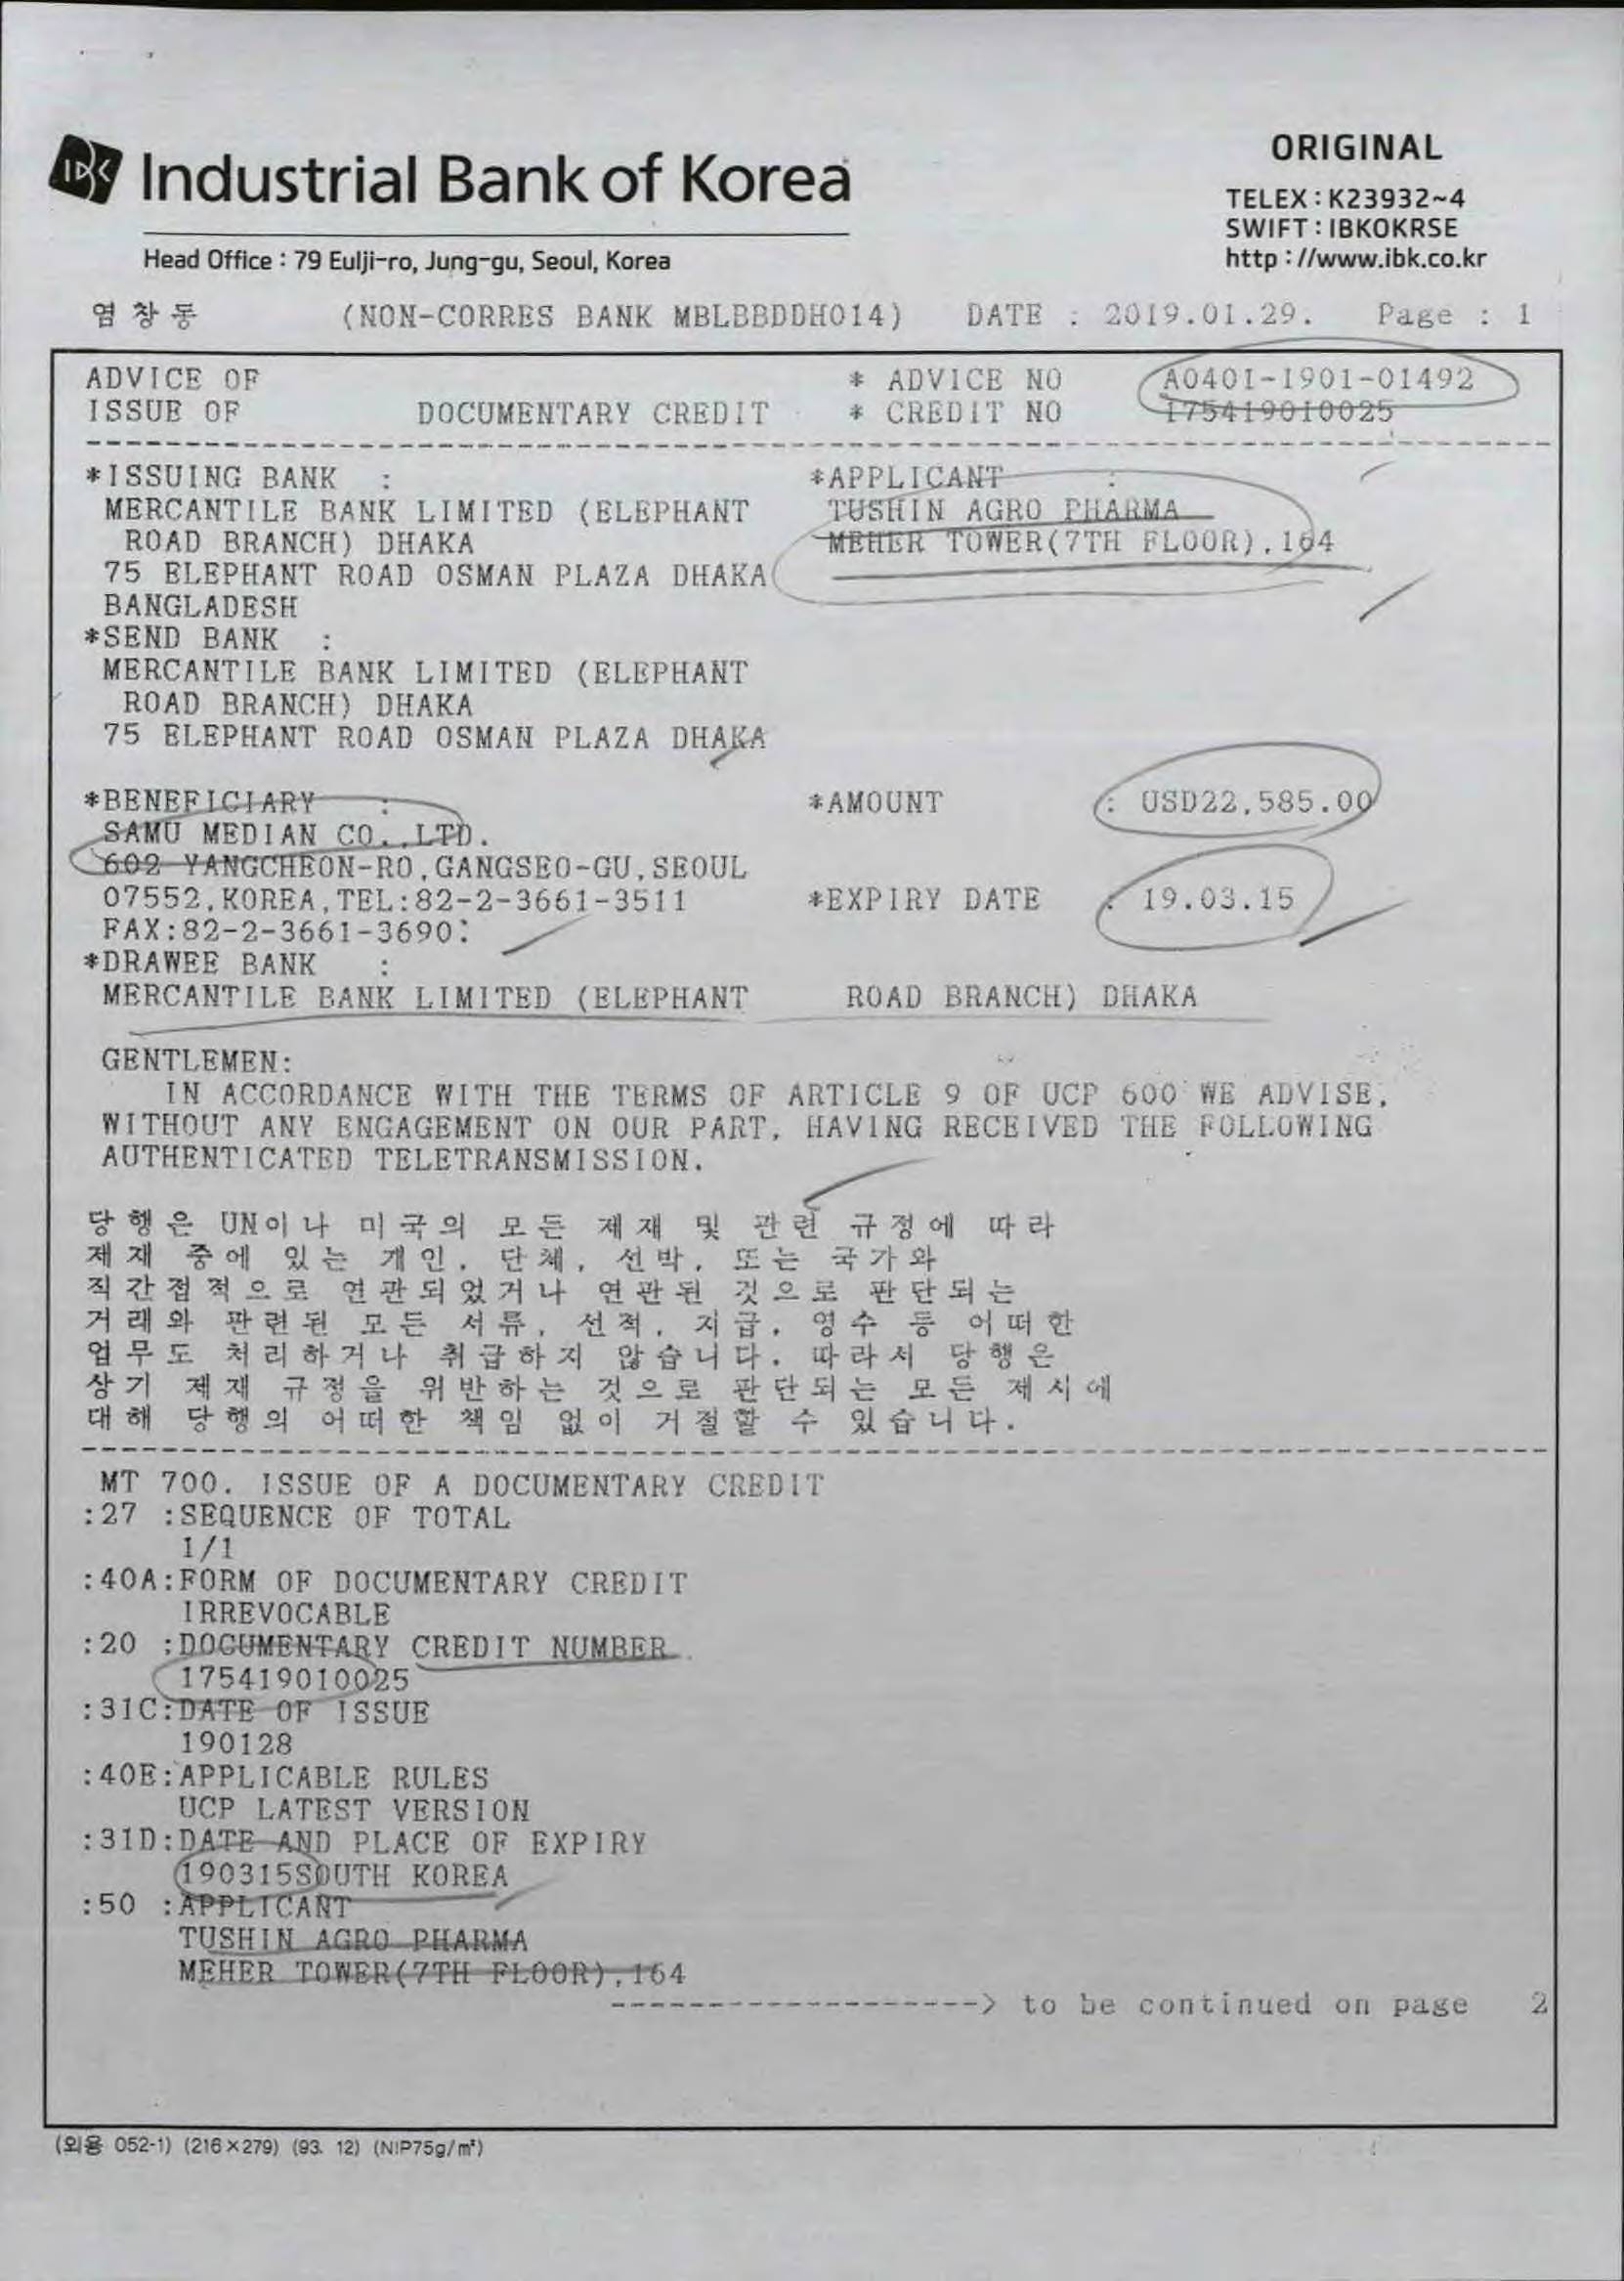 IBK Industrial Bank of Korea
Head Office : 79 Eulji-ro, Jung-gu, Seoul, Korea
ORIGINAL
TELEX : K23932~4
SWIFT : IBKOKRSE
http : //www.ibk.co.kr
염창동 (NON-CORRES BANK MBLBBDDH014) DATE : 2019.01.29. Page : 1
ADVICE OF * ADVICE NO A0401-1901-01492
ISSUE OF DOCUMENTARY CREDIT * CREDIT NO 175419010025
*ISSUING BANK : *APPLICANT :
MERCANTILE BANK LIMITED (ELEPHANT TUSHIN AGRO PHARMA
ROAD BRANCH) DHAKA MEHER TOWER(7TH FLOOR),164
75 ELEPHANT ROAD OSMAN PLAZA DHAKA
BANGLADESH
*SEND BANK :
MERCANTILE BANK LIMITED (ELEPHANT
ROAD BRANCH) DHAKA
75 ELEPHANT ROAD OSMAN PLAZA DHAKA
*BENEFICIARY : *AMOUNT : USD22,585.00
SAMU MEDIAN CO.,LTD.
602 YANGCHEON-RO,GANGSEO-GU,SEOUL
07552,KOREA,TEL:82-2-3661-3511 *EXPIRY DATE : 19.03.15
FAX:82-2-3661-3690:
*DRAWEE BANK :
MERCANTILE BANK LIMITED (ELEPHANT ROAD BRANCH) DHAKA
GENTLEMEN:
IN ACCORDANCE WITH THE TERMS OF ARTICLE 9 OF UCP 600 WE ADVISE,
WITHOUT ANY ENGAGEMENT ON OUR PART, HAVING RECEIVED THE FOLLOWING
AUTHENTICATED TELETRANSMISSION.
당행은 UN이나 미국의 모든 제재 및 관련 규정에 따라
제재 중에 있는 개인, 단체, 선박, 또는 국가와
직간접적으로 연관되었거나 연관된 것으로 판단되는
거래와 관련된 모든 서류, 선적, 지급, 영수 등 어떠한
업무도 처리하거나 취급하지 않습니다. 따라서 당행은
상기 제재 규정을 위반하는 것으로 판단되는 모든 제시에
대해 당행의 어떠한 책임 없이 거절할 수 있습니다.
MT 700. ISSUE OF A DOCUMENTARY CREDIT
:27 :SEQUENCE OF TOTAL
1/1
:40A:FORM OF DOCUMENTARY CREDIT
IRREVOCABLE
:20 :DOCUMENTARY CREDIT NUMBER
175419010025
:31C:DATE OF ISSUE
190128
:40E:APPLICABLE RULES
UCP LATEST VERSION
:31D:DATE AND PLACE OF EXPIRY
190315SOUTH KOREA
:50 :APPLICANT
TUSHIN AGRO PHARMA
MEHER TOWER(7TH FLOOR),164
-------------------> to be continued on page 2
(외용 052-1) (216×279) (93. 12) (NIP75g/㎡)